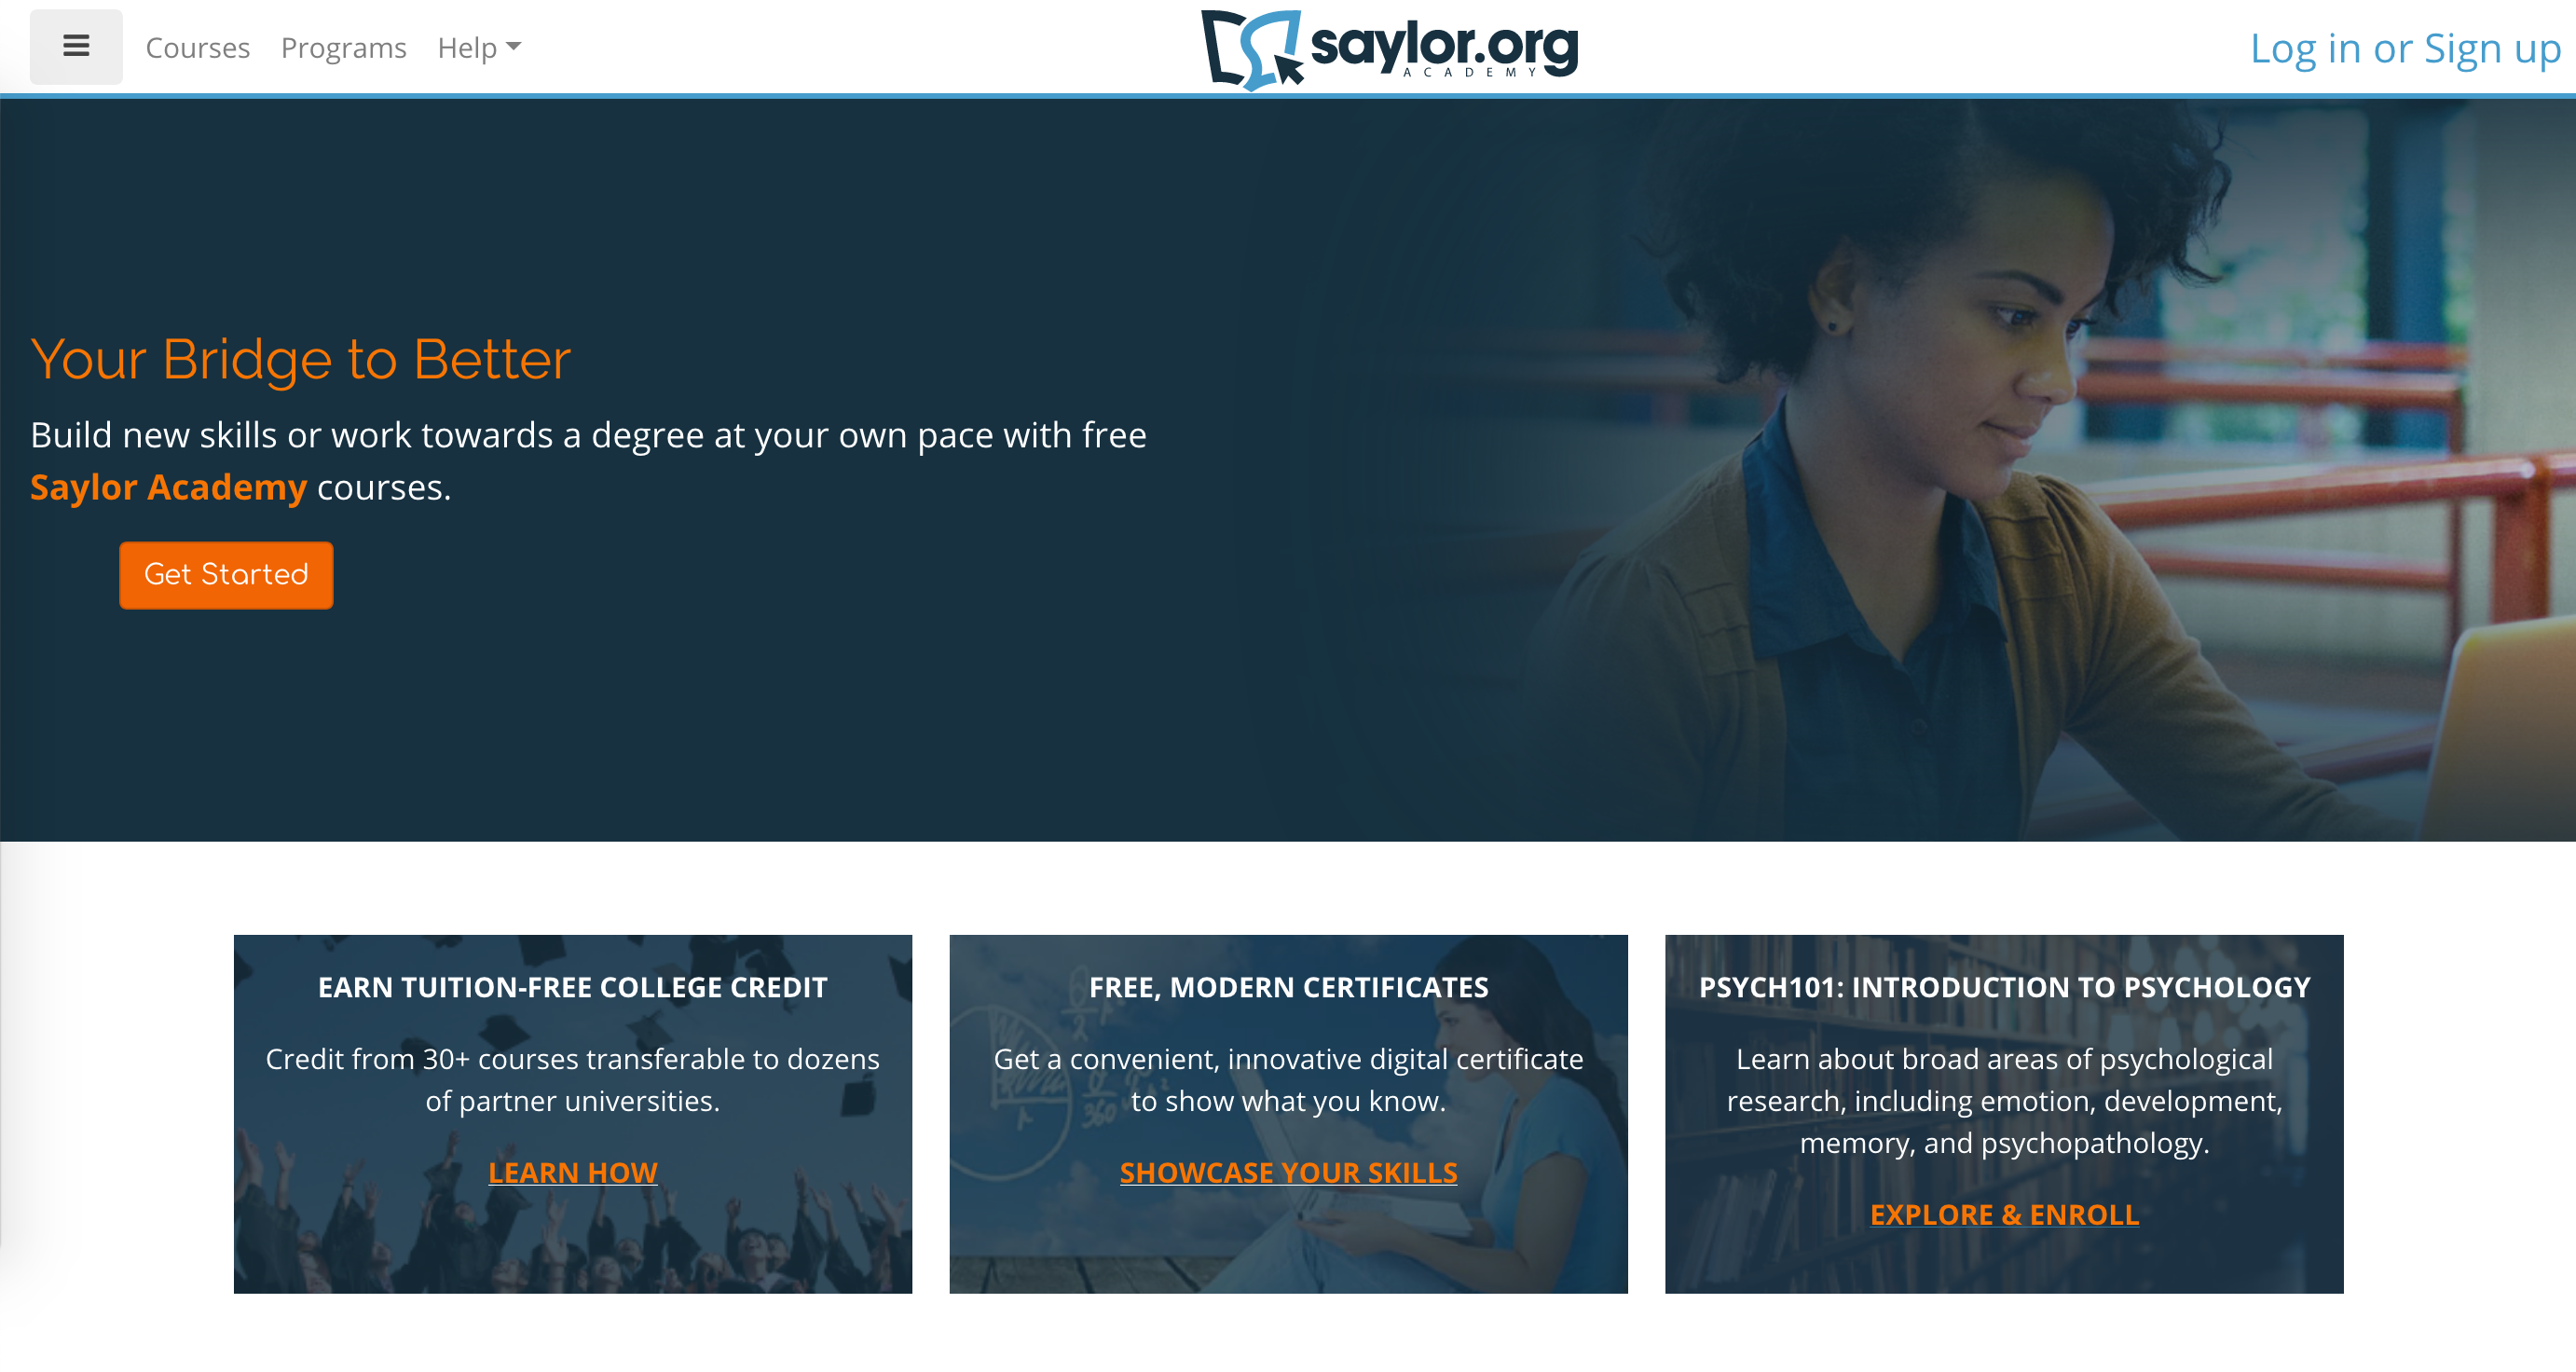 Courses Programs Help
saylor.org
ACADEMY
Log in or Sign up
Your Bridge to Better
Build new skills or work towards a degree at your own pace with free
Saylor Academy courses.
Get Started
EARN TUITION-FREE COLLEGE CREDIT
Credit from 30+ courses transferable to dozens
of partner universities.
LEARN HOW
FREE, MODERN CERTIFICATES
Get a convenient, innovative digital certificate
to show what you know.
SHOWCASE YOUR SKILLS
PSYCH101: INTRODUCTION TO PSYCHOLOGY
Learn about broad areas of psychological
research, including emotion, development,
memory, and psychopathology.
EXPLORE & ENROLL